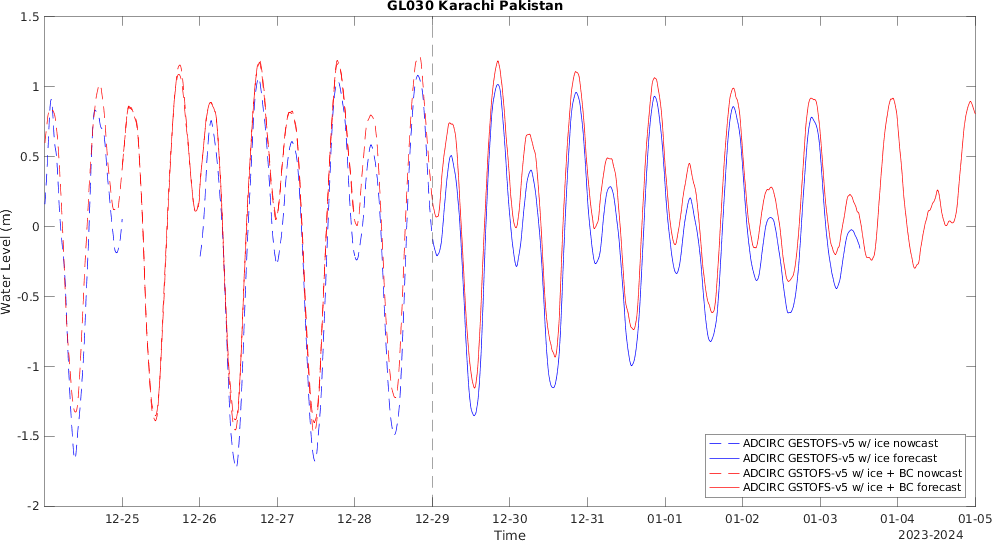 GL030 Karachi Pakistan
1.5
1
0.5
0
-0.5
-1
-1.5
-2
Water Level (m)
12-25 12-26 12-27 12-28 12-29 12-30 12-31 01-01 01-02 01-03 01-04 01-05
Time
2023-2024
ADCIRC GESTOFS-v5 w/ ice nowcast
ADCIRC GESTOFS-v5 w/ ice forecast
ADCIRC GSTOFS-v5 w/ ice + BC nowcast
ADCIRC GSTOFS-v5 w/ ice + BC forecast